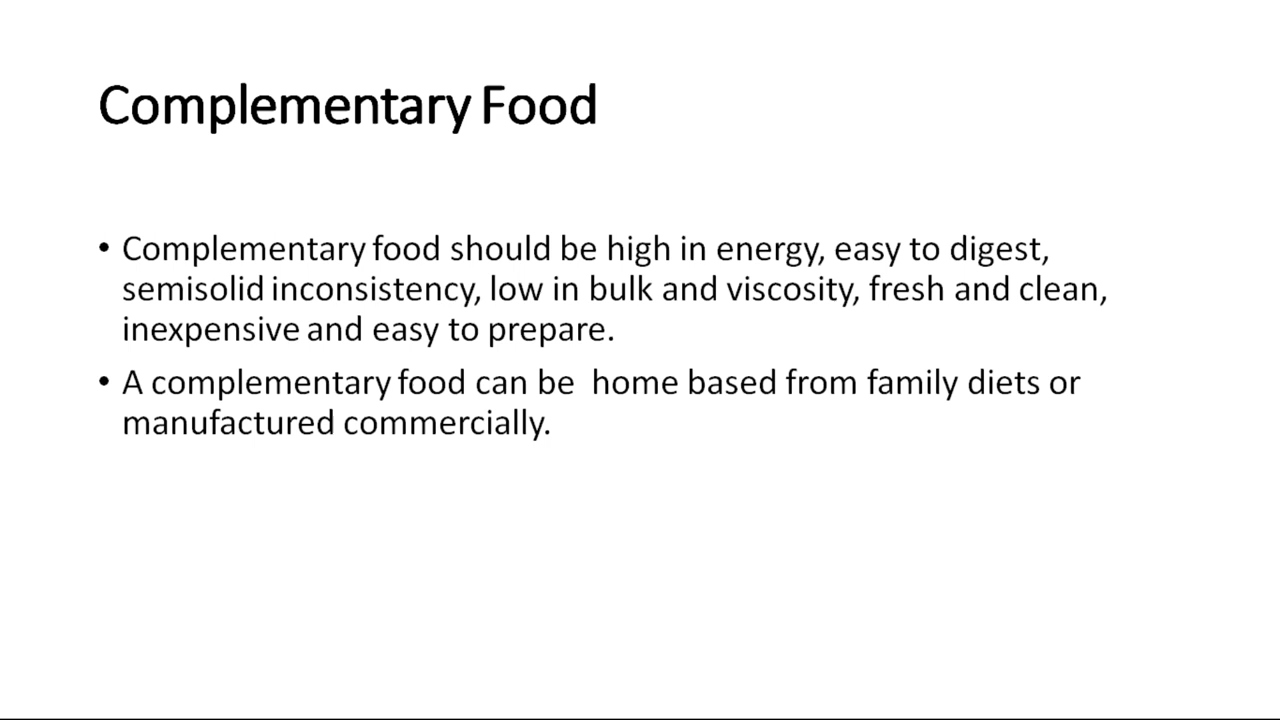 Complementary Food
• Complementary food should be high in energy, easy to digest,
semisolid inconsistency, low in bulk and viscosity, fresh and clean,
inexpensive and easy to prepare.
• A complementary food can be  home based from family diets or
manufactured commercially.